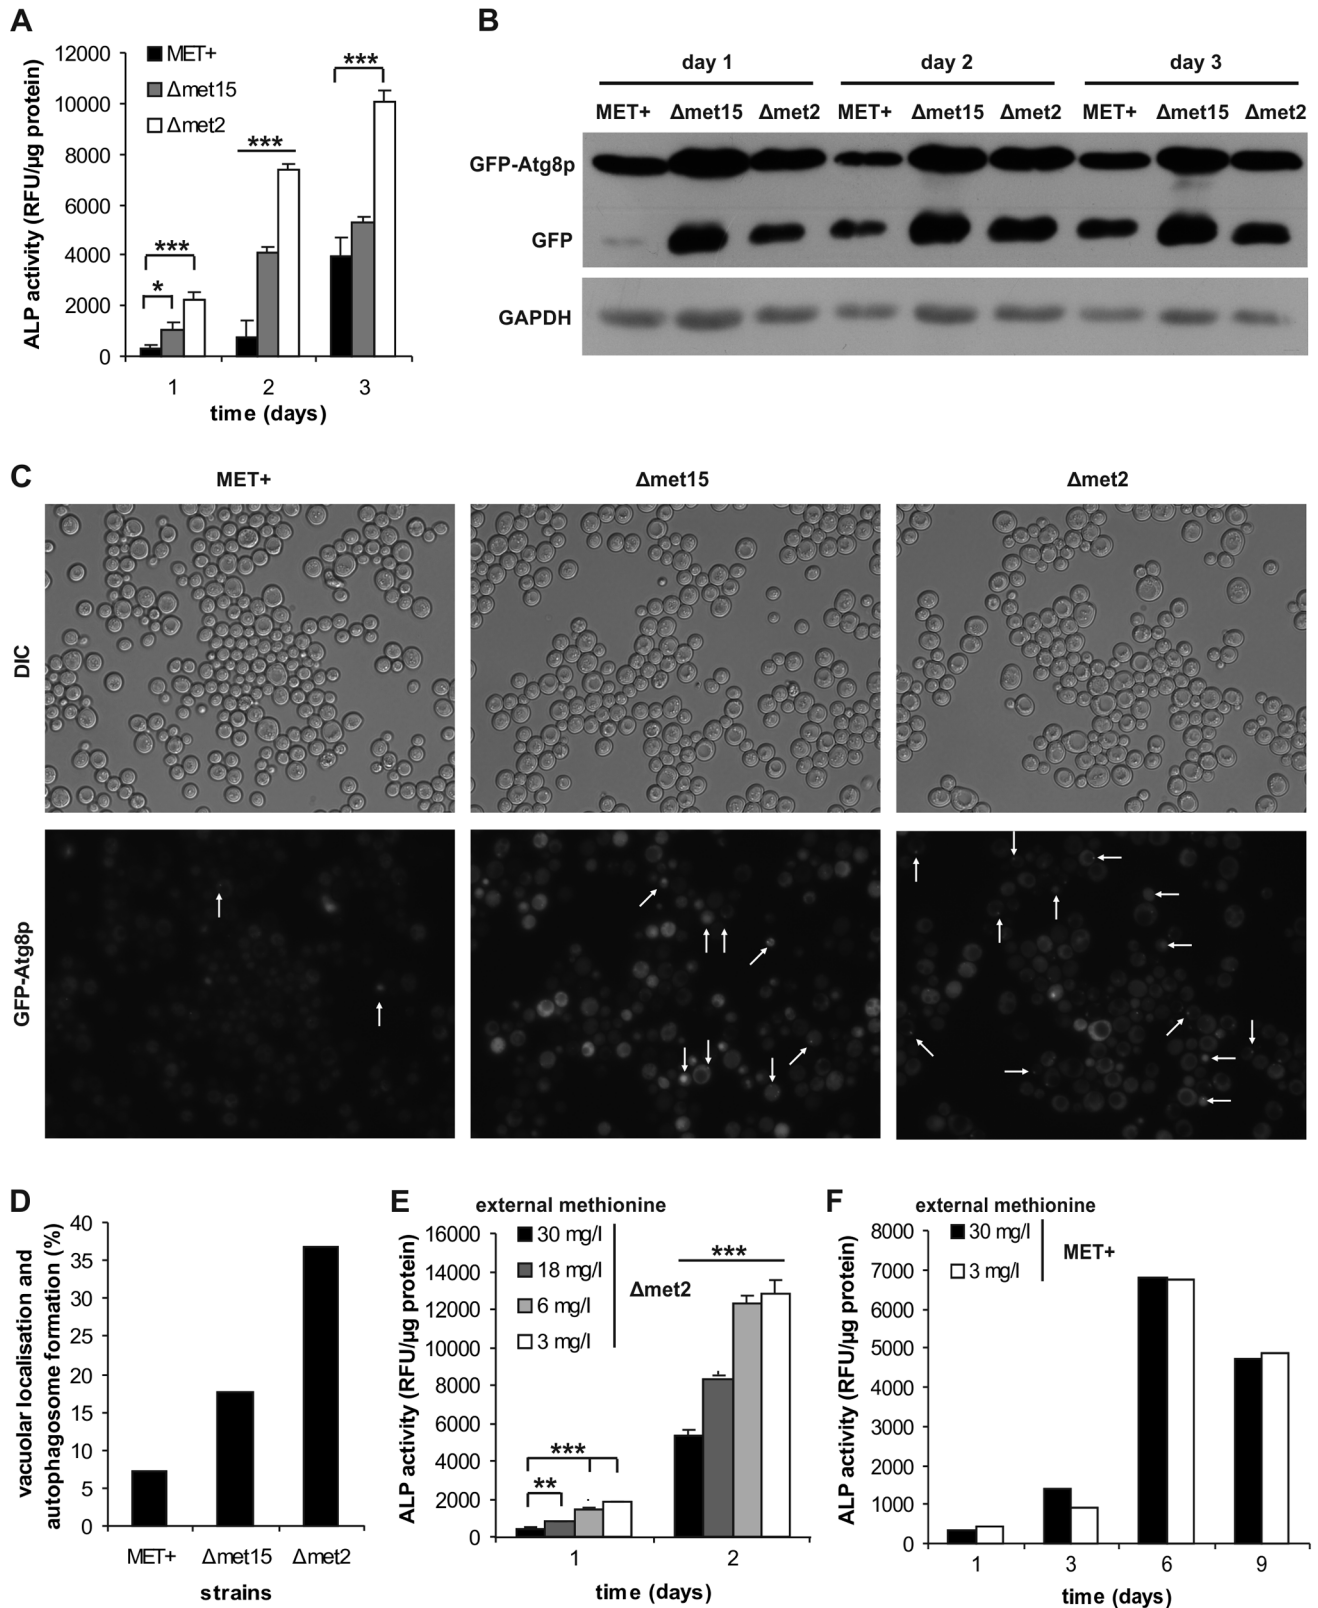 A
ALP activity (RFU/µg protein)
12000
10000
8000
6000
4000
2000
0
MET+
Δmet15
Δmet2
***
*
***
***
1 2 3
time (days)
B
day 1 day 2 day 3
MET+ Δmet15 Δmet2 MET+ Δmet15 Δmet2 MET+ Δmet15 Δmet2
GFP-Atg8p
GFP
GAPDH
C
MET+ Δmet15 Δmet2
DIC
GFP-Atg8p
D
vacuolar localisation and
autophagosome formation (%)
40
35
30
25
20
15
10
5
0
MET+ Δmet15 Δmet2
strains
E
external methionine
ALP activity (RFU/µg protein)
16000
14000
12000
10000
8000
6000
4000
2000
0
30 mg/l
18 mg/l
6 mg/l
3 mg/l
Δmet2
***
***
**
1 2
time (days)
F
external methionine
ALP activity (RFU/µg protein)
8000
7000
6000
5000
4000
3000
2000
1000
0
30 mg/l
3 mg/l
MET+
1 3 6 9
time (days)